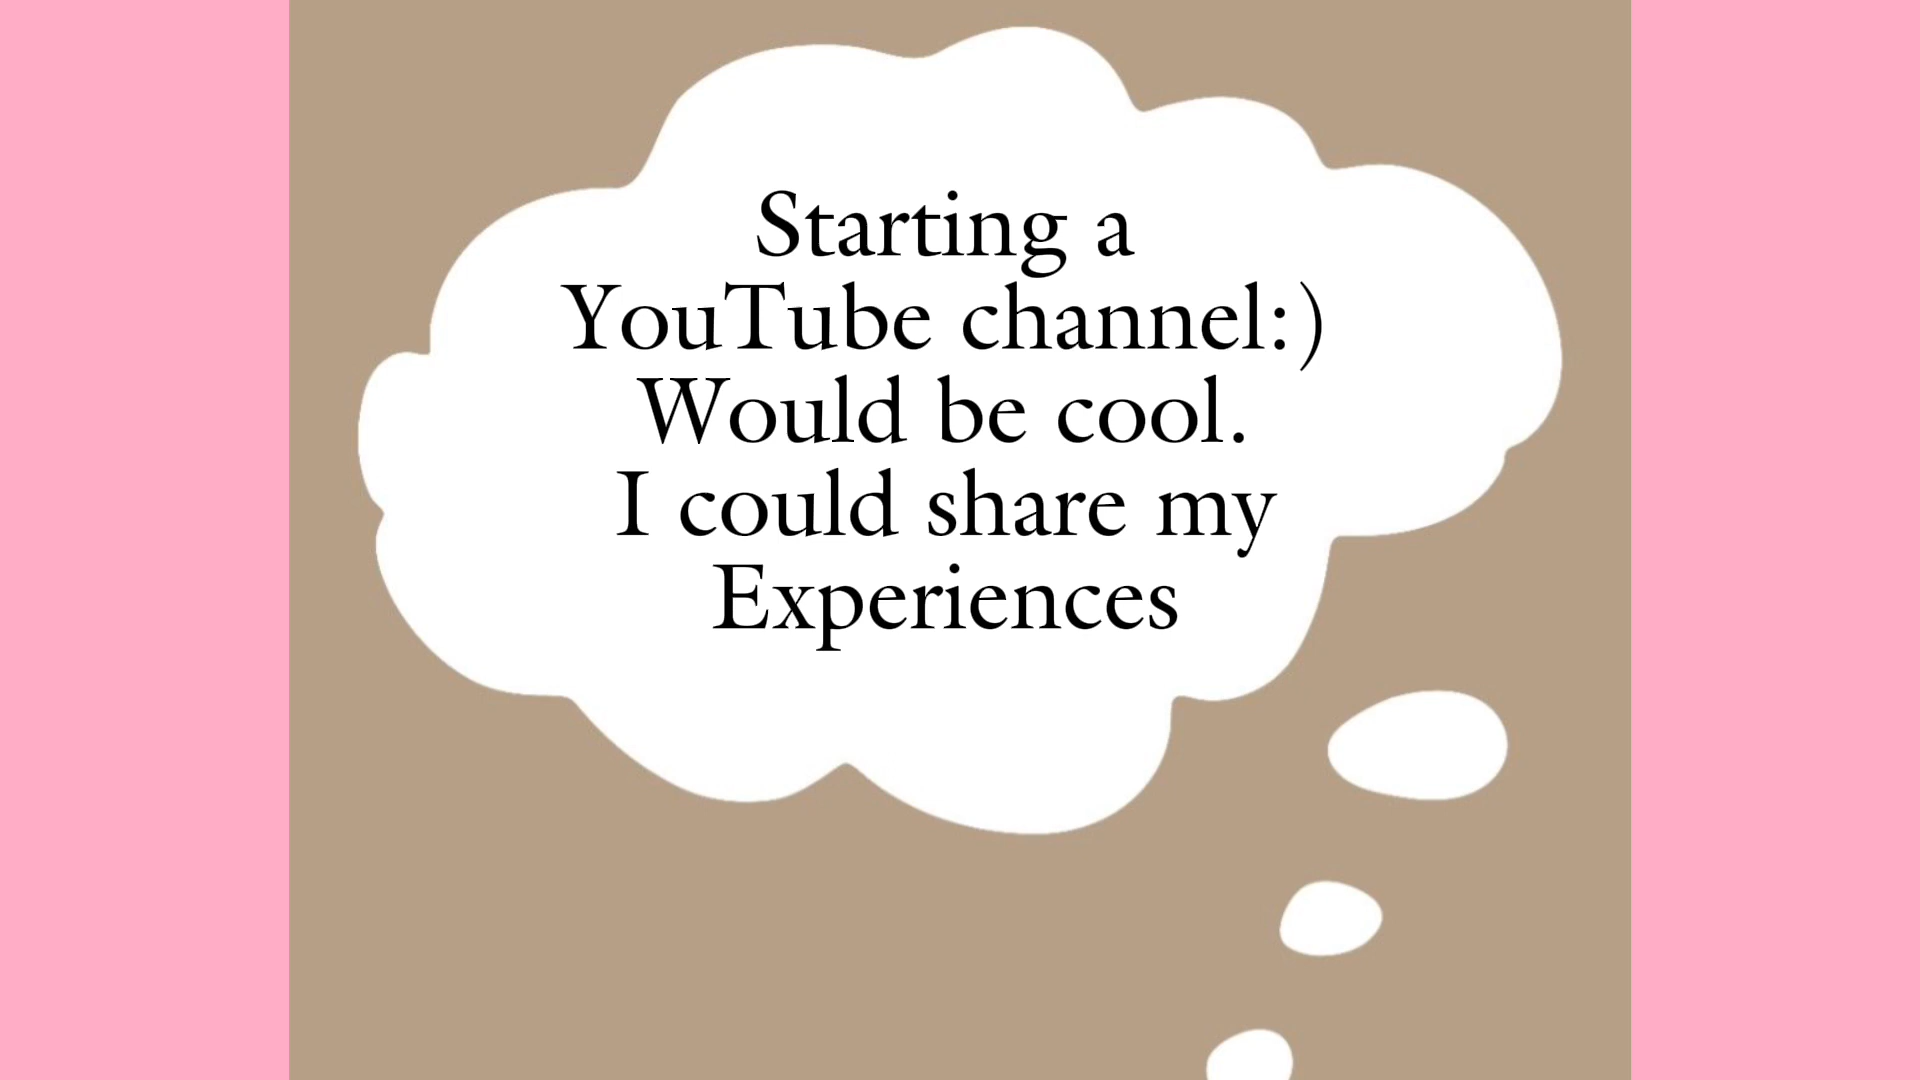 Starting a
YouTube channel:)
Would be cool.
I could share my
Experiences